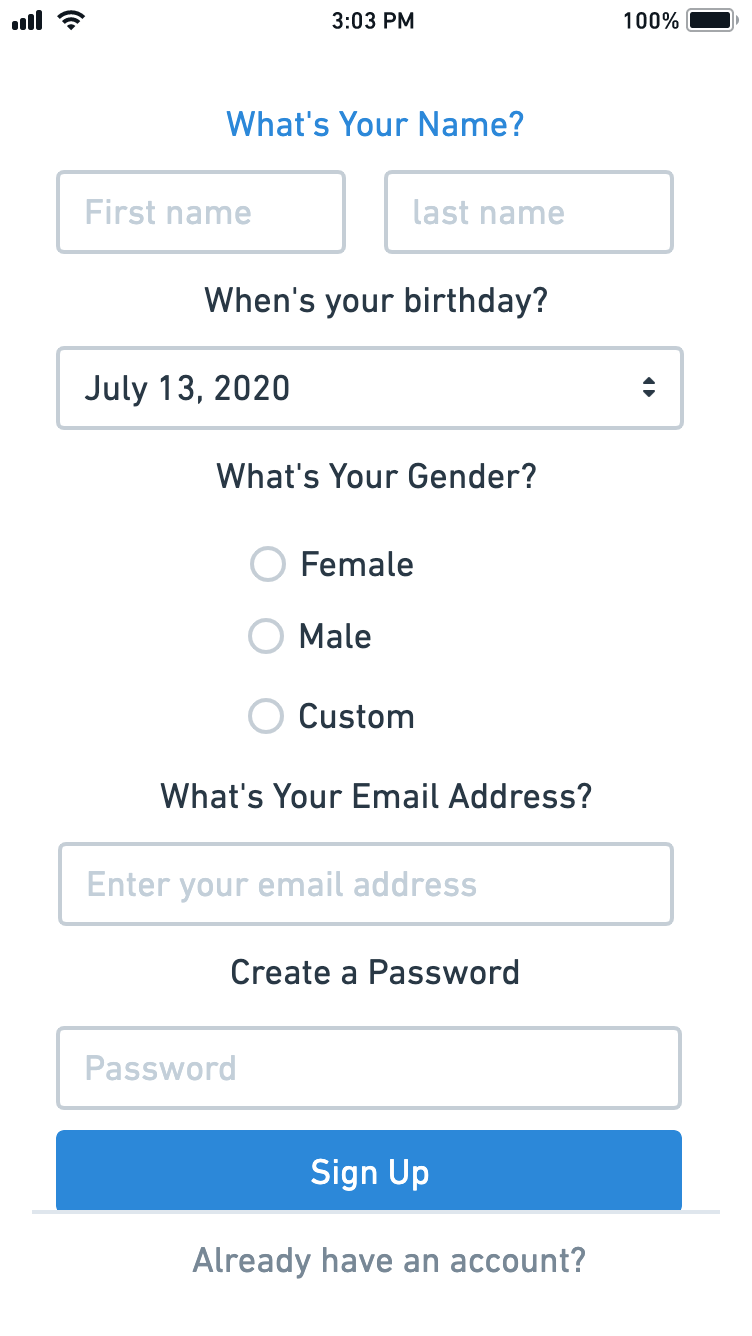 3:03 PM 100%
What's Your Name?
First name last name
When's your birthday?
July 13, 2020
What's Your Gender?
Female
Male
Custom
What's Your Email Address?
Enter your email address
Create a Password
Password
Sign Up
Already have an account?